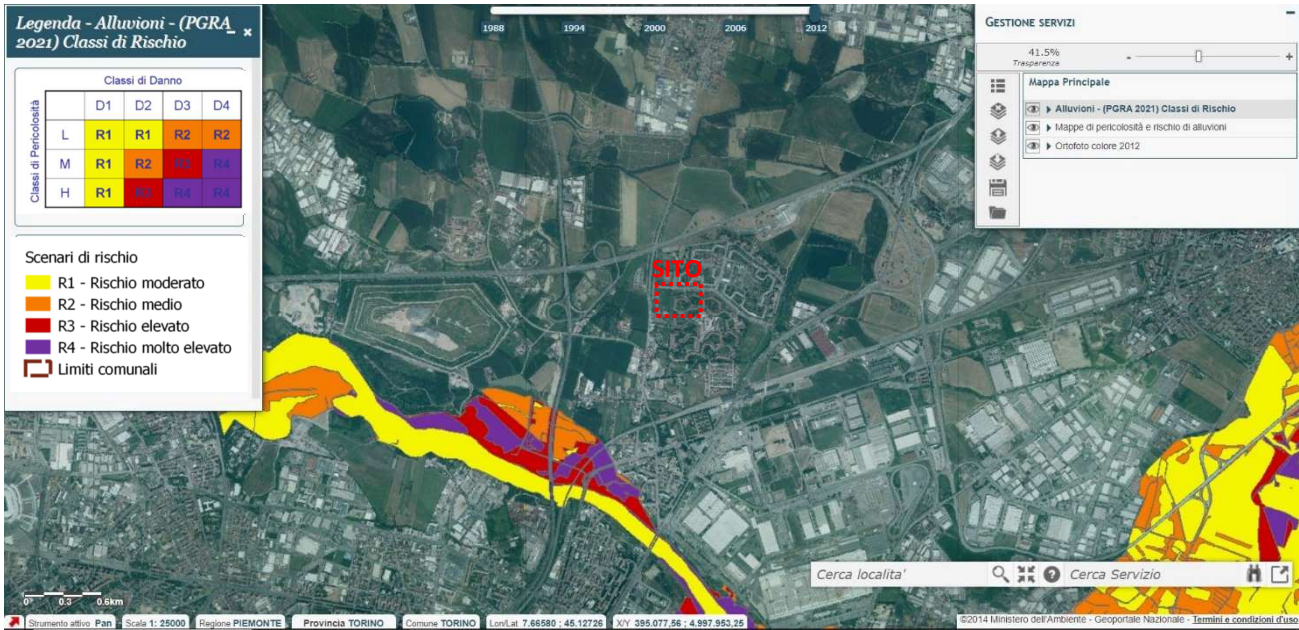 Legenda - Alluvioni - (PGRA
2021) Classi di Rischio
Classi di Danno
Classi di Pericolosità
D1 D2 D3 D4
L R1 R1 R2 R2
M R1 R2 R3 R4
H R1 R3 R4 R4
Scenari di rischio
R1 - Rischio moderato
R2 - Rischio medio
R3 - Rischio elevato
R4 - Rischio molto elevato
Limiti comunali
1988 1994 2000 2006 2012
GESTIONE SERVIZI
41.5%
Trasparenza
- +
Mappa Principale
Alluvioni - (PGRA 2021) Classi di Rischio
Mappe di pericolosità e rischio di alluvioni
Ortofoto colore 2012
SITO
Cerca localita'
Cerca Servizio
0 0.3 0.6km
Strumento attivo Pan Scala 1: 25000 Regione PIEMONTE Provincia TORINO Comune TORINO Lon/Lat 7.66580 ; 45.12726 X/Y 395.077,56 ; 4.997.953,25
©2014 Ministero dell'Ambiente - Geoportale Nazionale - Termini e condizioni d'uso